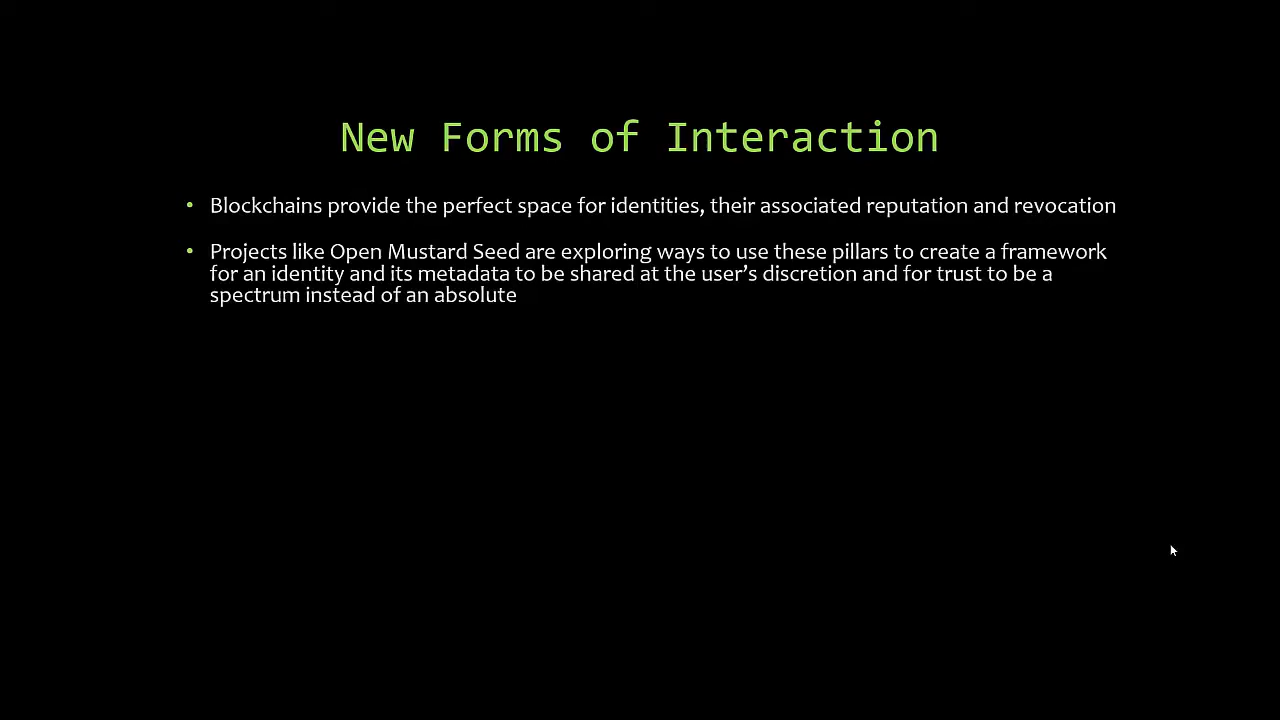 New Forms of Interaction
• Blockchains provide the perfect space for identities, their associated reputation and revocation
• Projects like Open Mustard Seed are exploring ways to use these pillars to create a framework
for an identity and its metadata to be shared at the user’s discretion and for trust to be a
spectrum instead of an absolute